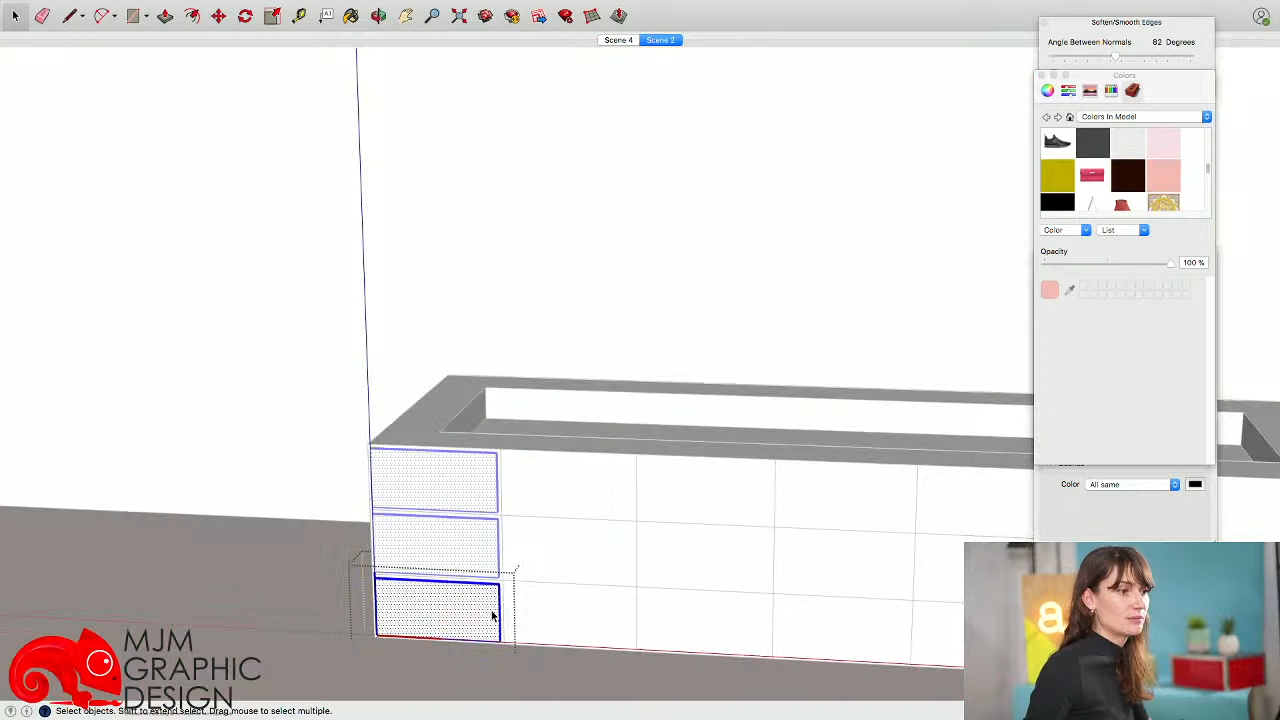 Scene 4
Scene 2
Soften/Smooth Edges
Angle Between Normals 82 Degrees
Colors
Colors In Model
Color
List
Opacity
100 %
Color All same
a
MJM
GRAPHIC
DESIGN
Select objects. Shift to extend select. Drag mouse to select multiple.